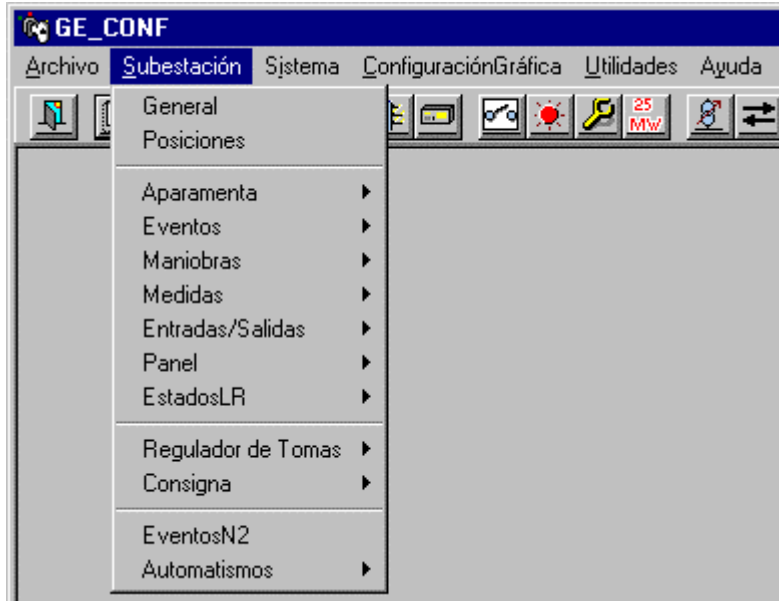 GE_CONF
Archivo Subestación Sistema ConfiguraciónGráfica Utilidades Ayuda
25
MW
General
Posiciones
Aparamenta
Eventos
Maniobras
Medidas
Entradas/Salidas
Panel
EstadosLR
Regulador de Tomas
Consigna
EventosN2
Automatismos